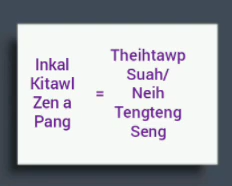 Inkal
Kitawl
Zen a
Pang
=
Theihtawp
Suah/
Neih
Tengteng
Seng